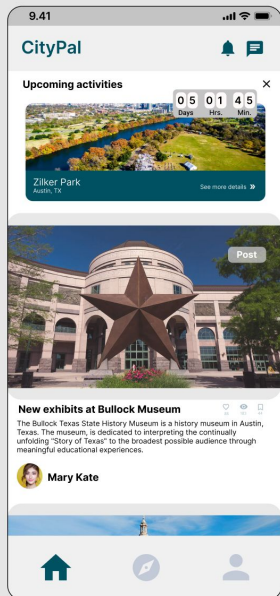 9.41
CityPal
Upcoming activities
05 01 45
Days Hrs. Min.
Zilker Park
Austin, TX
See more details »
Post
New exhibits at Bullock Museum
The Bullock Texas State History Museum is a history museum in Austin,
Texas. The museum, is dedicated to interpreting the continually
unfolding "Story of Texas" to the broadest possible audience through
meaningful educational experiences.
Mary Kate